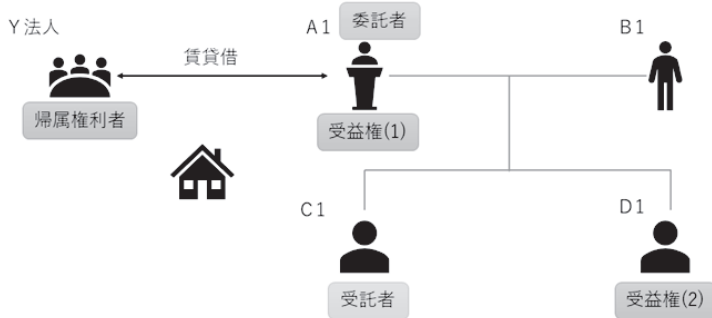 Y法人
A1
委託者
B1
賃貸借
帰属権利者
受益権(1)
C1
D1
受託者
受益権(2)